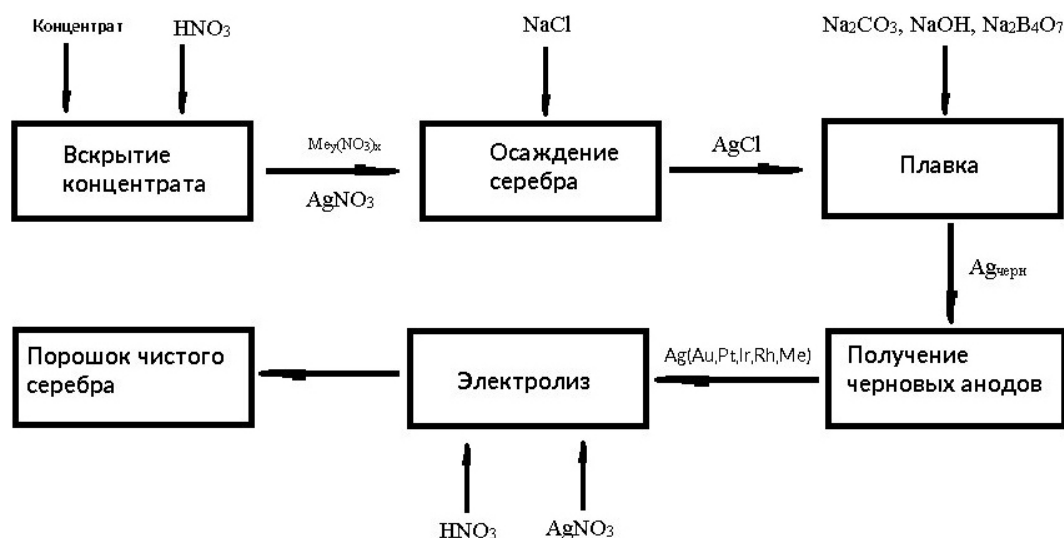 Концентрат
HNO₃
NaCl
Na₂CO₃, NaOH, Na₂B₄O₇
Вскрытие
концентрата
Meᵧ(NO₃)ₓ
AgNO₃
Осаждение
серебра
AgCl
Плавка
Agчерн
Порошок чистого
серебра
Электролиз
Ag(Au,Pt,Ir,Rh,Me)
Получение
черновых анодов
HNO₃
AgNO₃